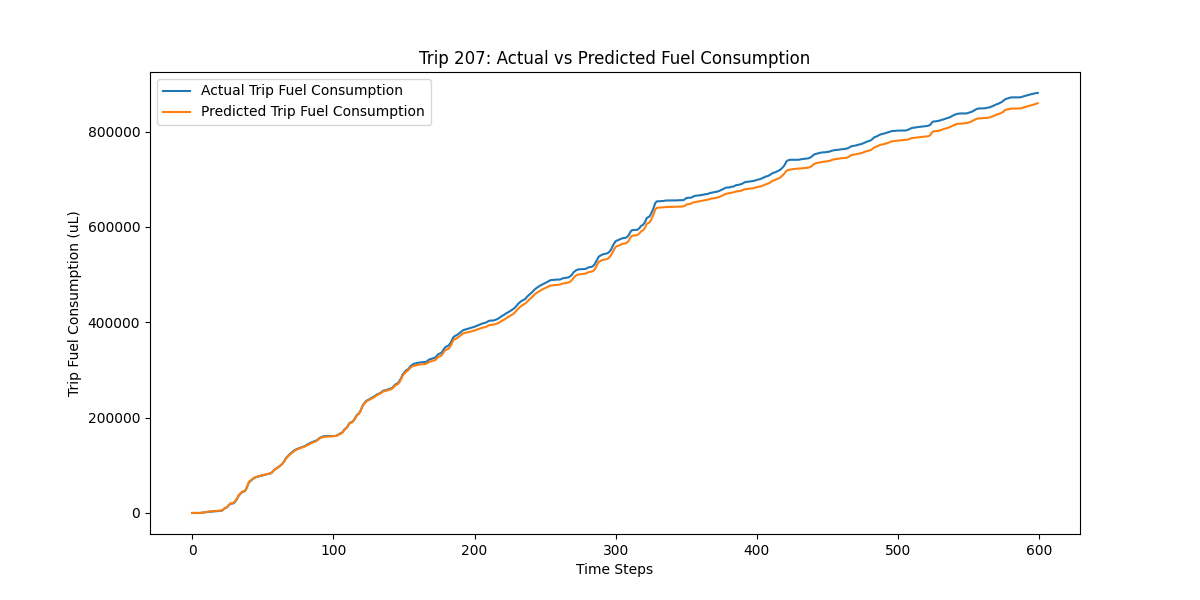 Trip 207: Actual vs Predicted Fuel Consumption
Actual Trip Fuel Consumption
Predicted Trip Fuel Consumption
Trip Fuel Consumption (uL)
800000
600000
400000
200000
0
0 100 200 300 400 500 600
Time Steps